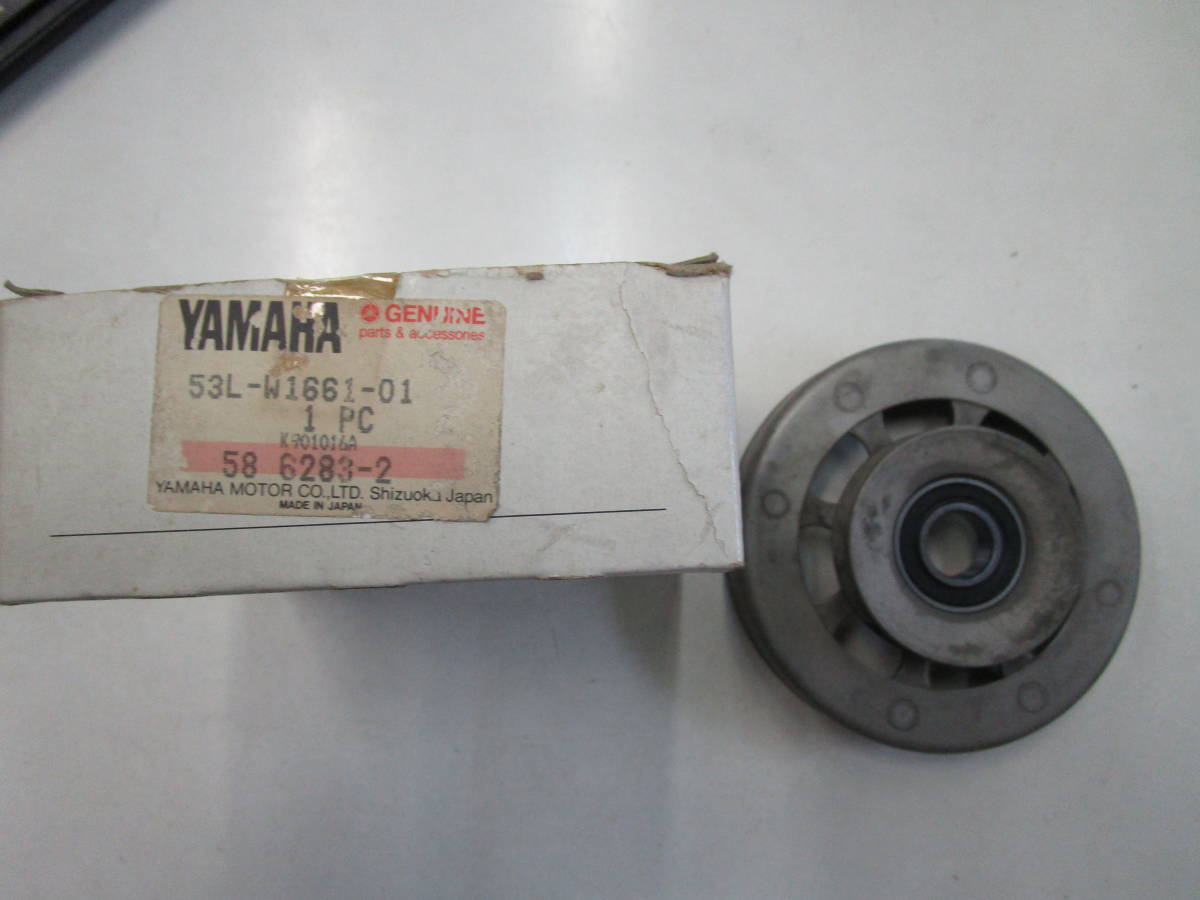 YAMAHA
GENUINE
parts & accessories
53L-W1661-01
1 PC
K901016A
58 6283-2
YAMAHA MOTOR CO.,LTD. Shizuoka Japan
MADE IN JAPAN